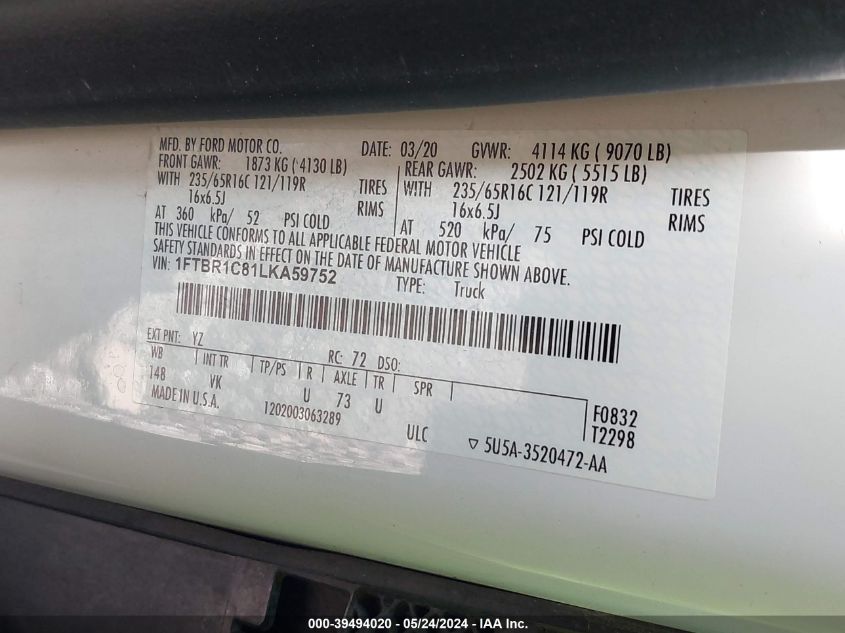 MFD. BY FORD MOTOR CO. DATE: 03/20 GVWR: 4114 KG ( 9070 LB)
FRONT GAWR: 1873 KG ( 4130 LB) REAR GAWR: 2502 KG ( 5515 LB)
WITH 235/65R16C 121/119R TIRES WITH 235/65R16C 121/119R TIRES
16x6.5J RIMS 16x6.5J RIMS
AT 360 kPa/ 52 PSI COLD AT 520 kPa/ 75 PSI COLD
THIS VEHICLE CONFORMS TO ALL APPLICABLE FEDERAL MOTOR VEHICLE
SAFETY STANDARDS IN EFFECT ON THE DATE OF MANUFACTURE SHOWN ABOVE.
VIN: 1FTBR1C81LKA59752 TYPE: Truck
EXT PNT: YZ RC: 72 DSO:
WB INT TR TP/PS R AXLE TR SPR
148 VK U 73 U
F0832
T2298
MADE IN U.S.A. 1202003063289 ULC 5U5A-3520472-AA
000-39494020 - 05/24/2024 - IAAI.com